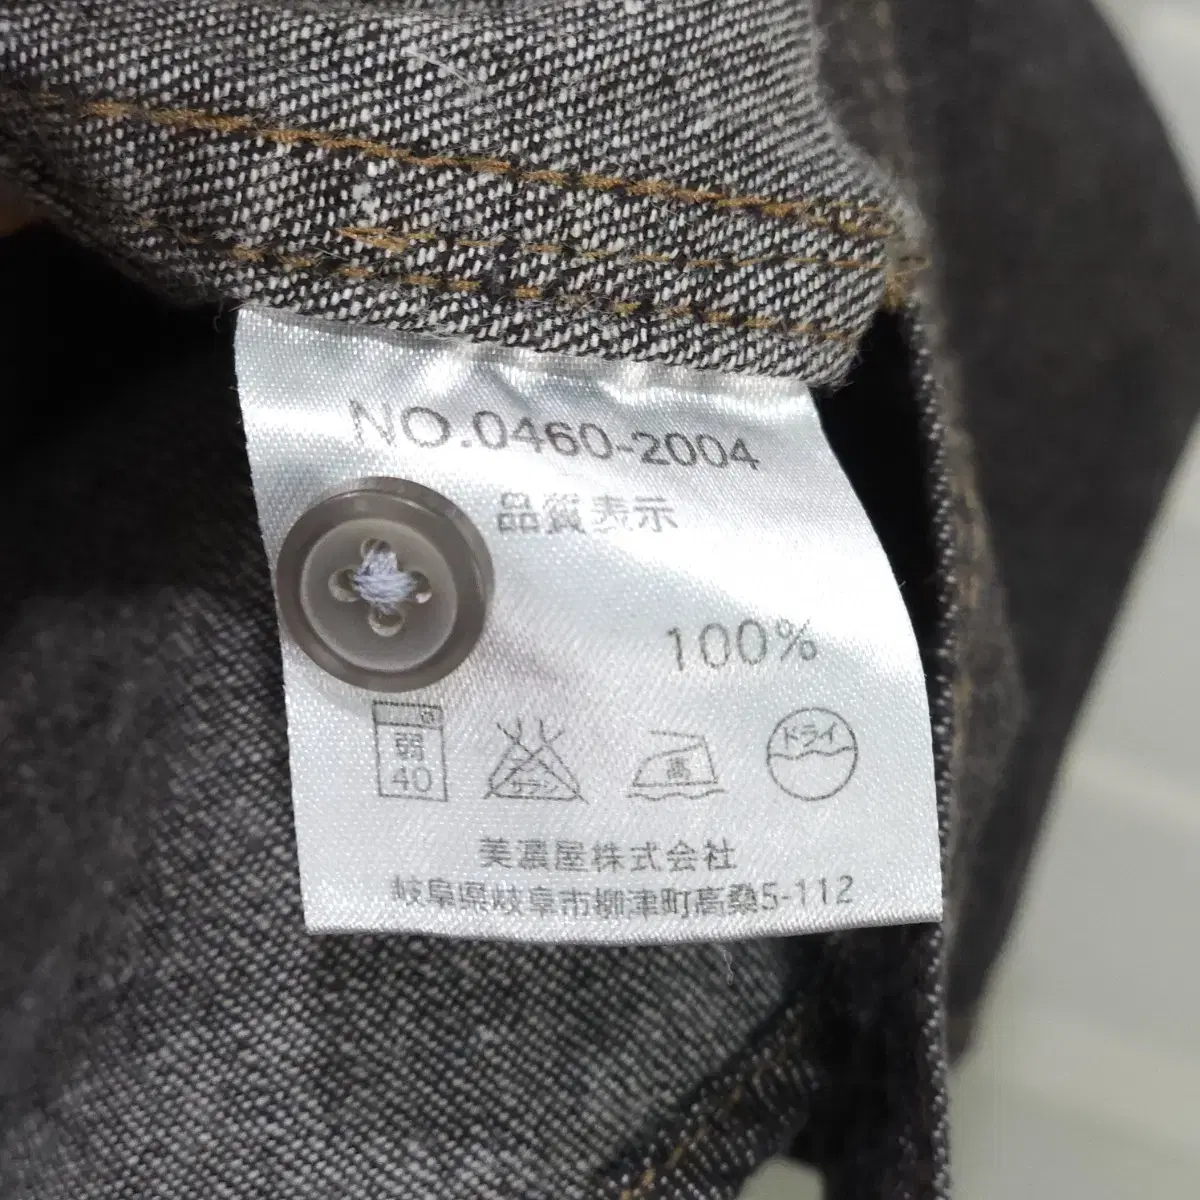 NO.0460-2004
品質表示
100%
弱
40
エンソ
高
ドライ
美濃屋株式会社
岐阜県岐阜市柳津町高桑5-112